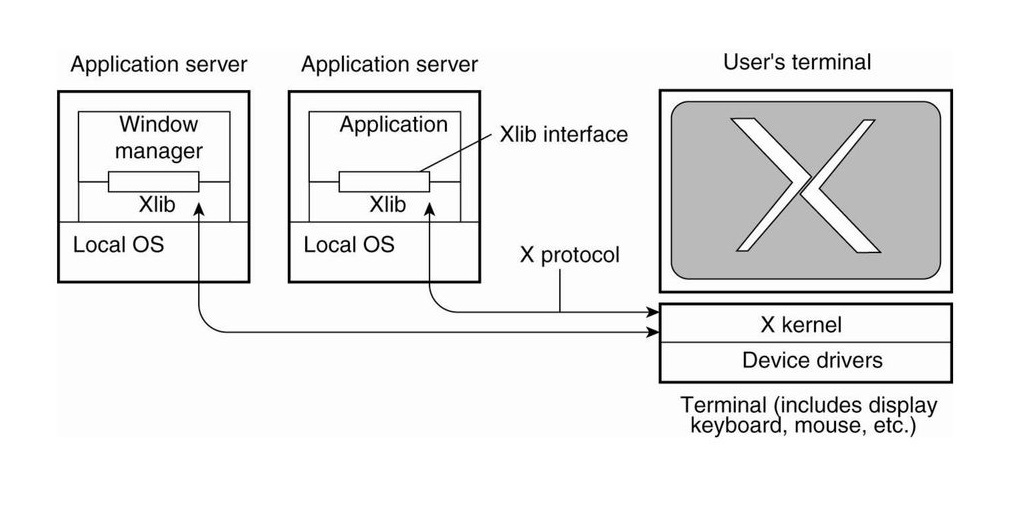 Application server
Application server
User's terminal
Window
manager
Xlib
Local OS
Application
Xlib
Local OS
Xlib interface
X protocol
X
X kernel
Device drivers
Terminal (includes display
keyboard, mouse, etc.)